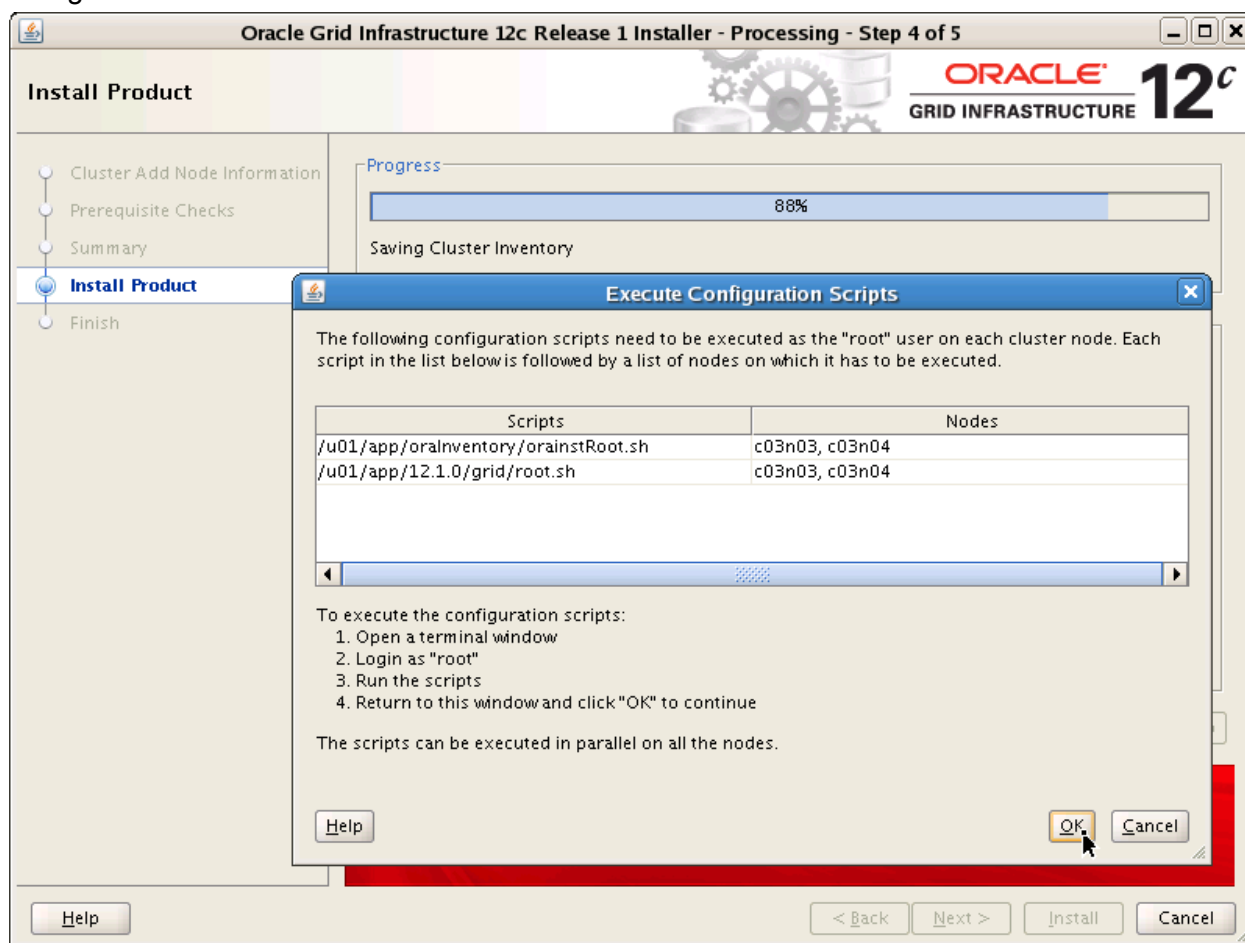 Oracle Grid Infrastructure 12c Release 1 Installer - Processing - Step 4 of 5
Install Product
ORACLE
GRID INFRASTRUCTURE
12c
Cluster Add Node Information
Prerequisite Checks
Summary
Install Product
Finish
Progress
88%
Saving Cluster Inventory
Execute Configuration Scripts
The following configuration scripts need to be executed as the "root" user on each cluster node. Each
script in the list below is followed by a list of nodes on which it has to be executed.
Scripts Nodes
/u01/app/oraInventory/orainstRoot.sh c03n03, c03n04
/u01/app/12.1.0/grid/root.sh c03n03, c03n04
To execute the configuration scripts:
1. Open a terminal window
2. Login as "root"
3. Run the scripts
4. Return to this window and click "OK" to continue
The scripts can be executed in parallel on all the nodes.
Help OK Cancel
Help < Back Next > Install Cancel